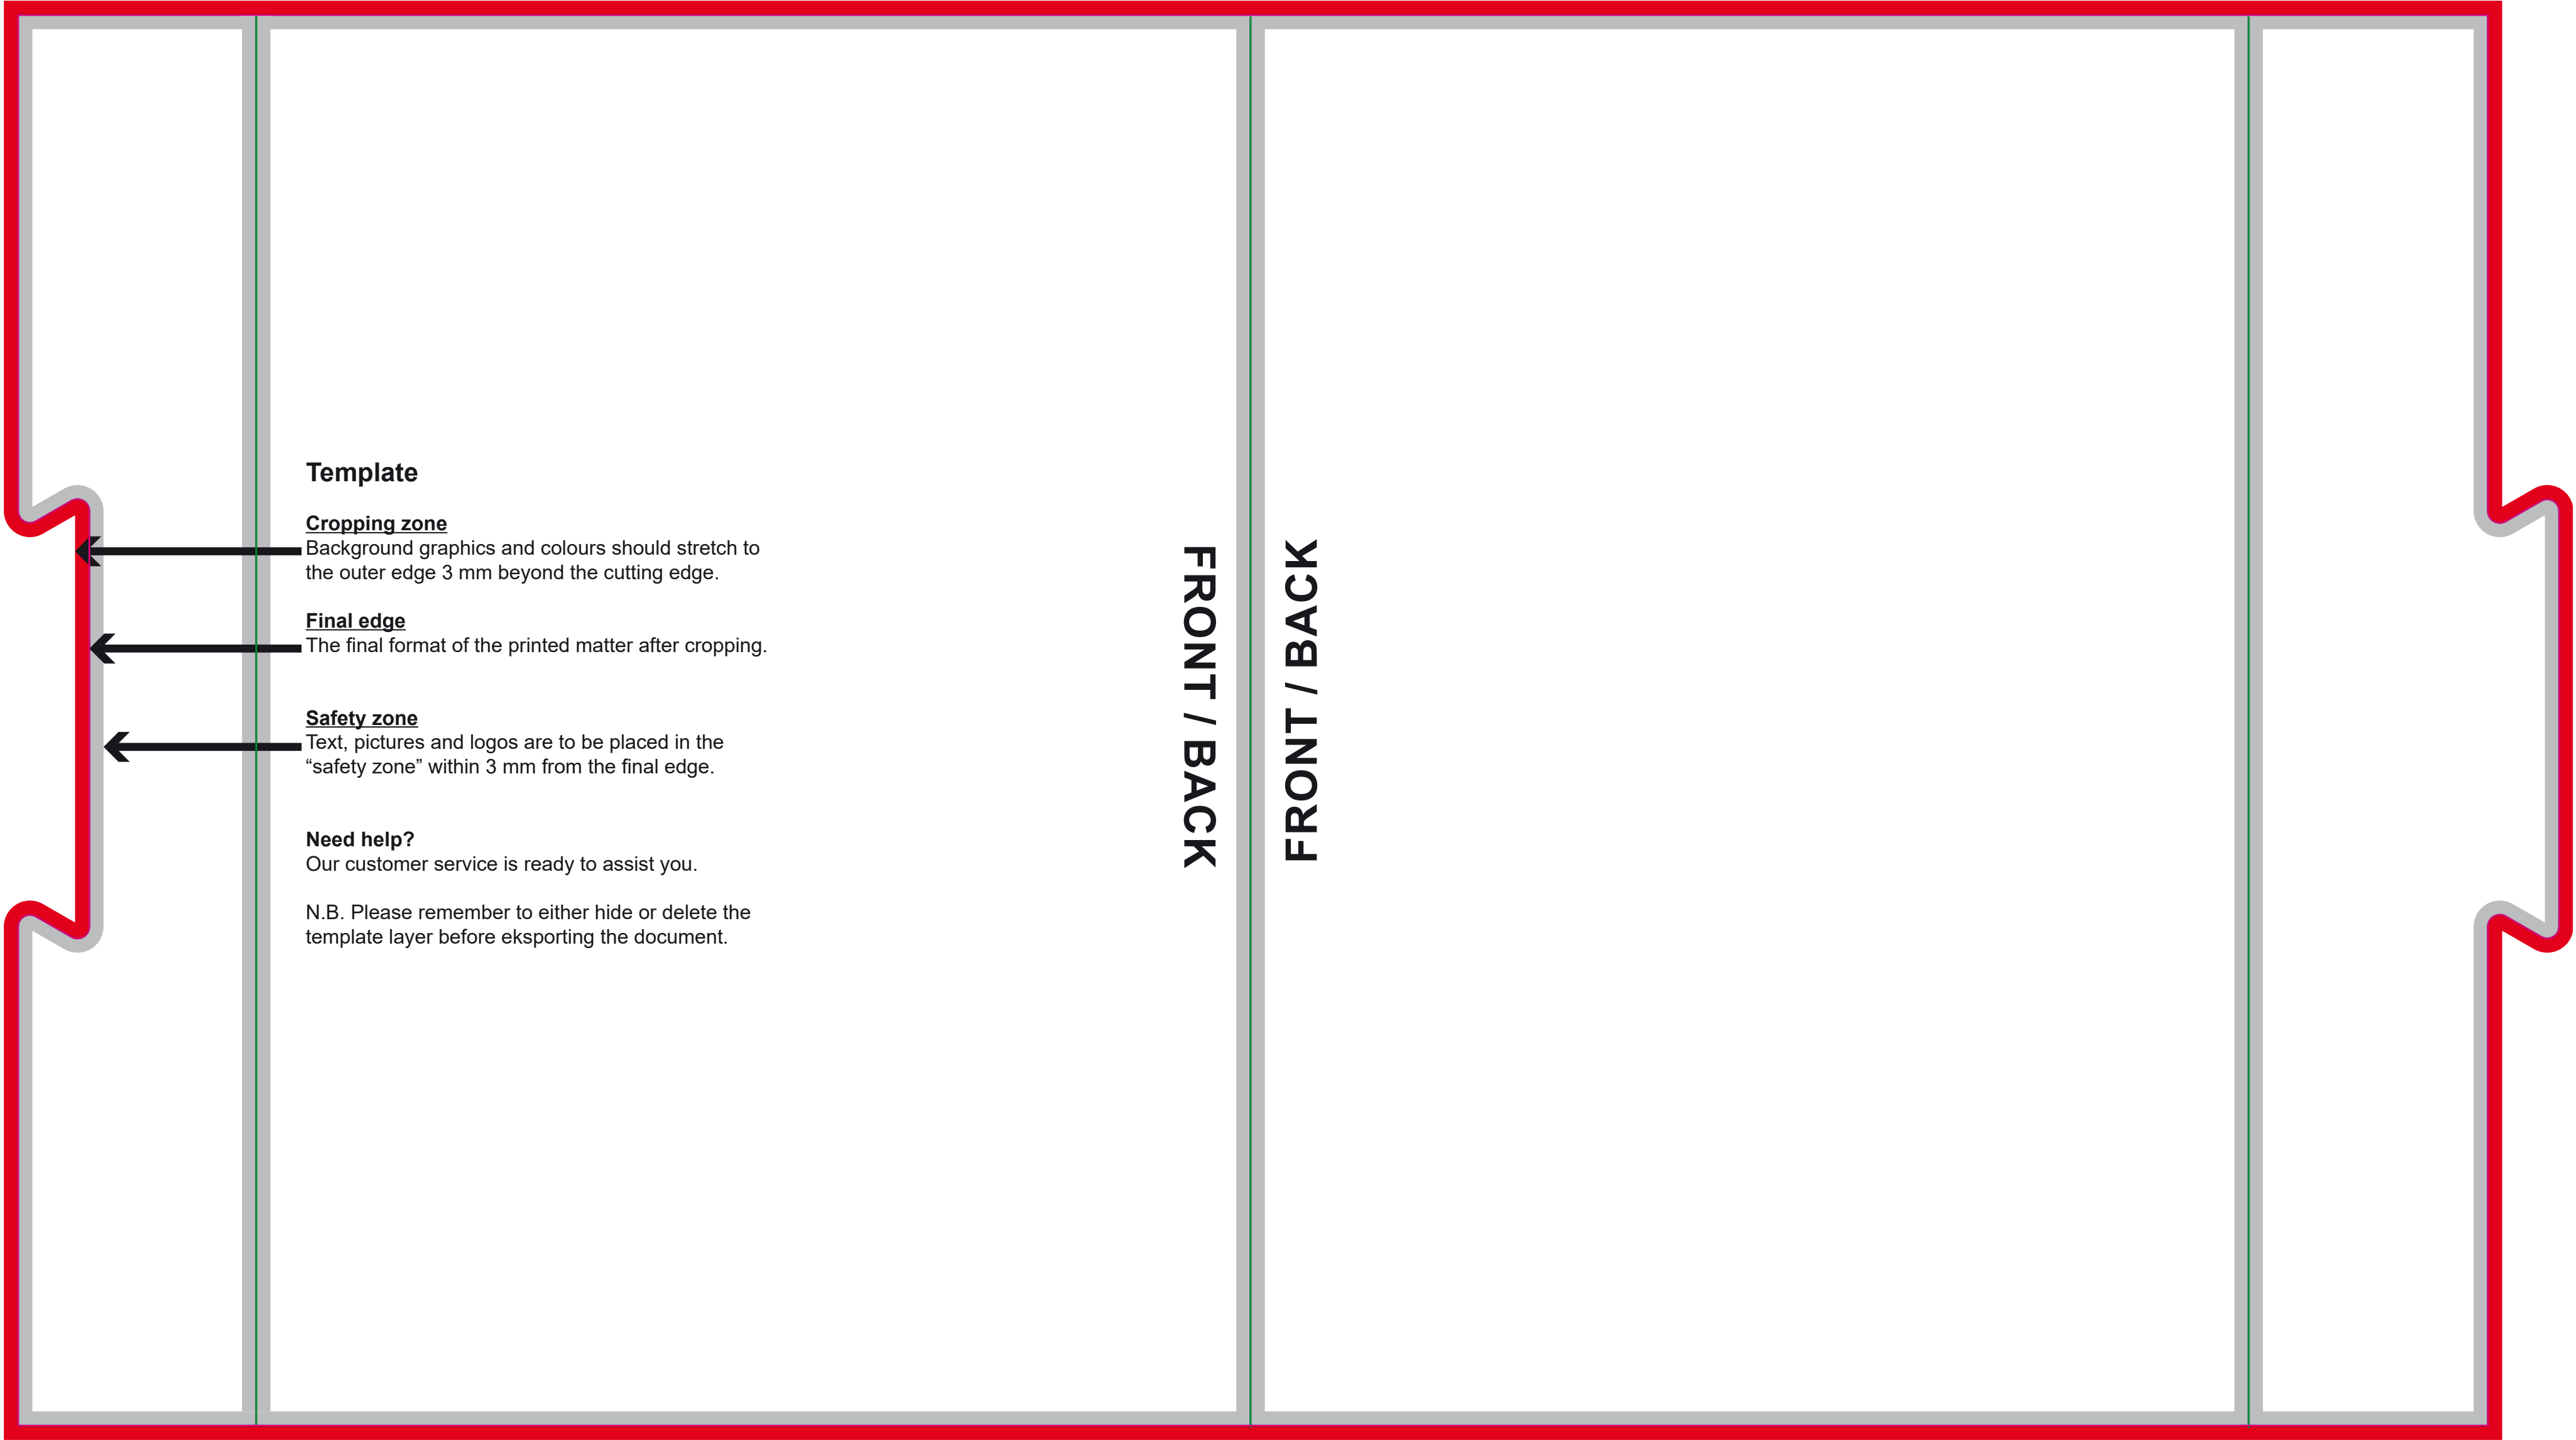 Template
Cropping zone
Background graphics and colours should stretch to
the outer edge 3 mm beyond the cutting edge.
Final edge
The final format of the printed matter after cropping.
Safety zone
Text, pictures and logos are to be placed in the
“safety zone” within 3 mm from the final edge.
Need help?
Our customer service is ready to assist you.
N.B. Please remember to either hide or delete the
template layer before eksporting the document.
FRONT / BACK
FRONT / BACK